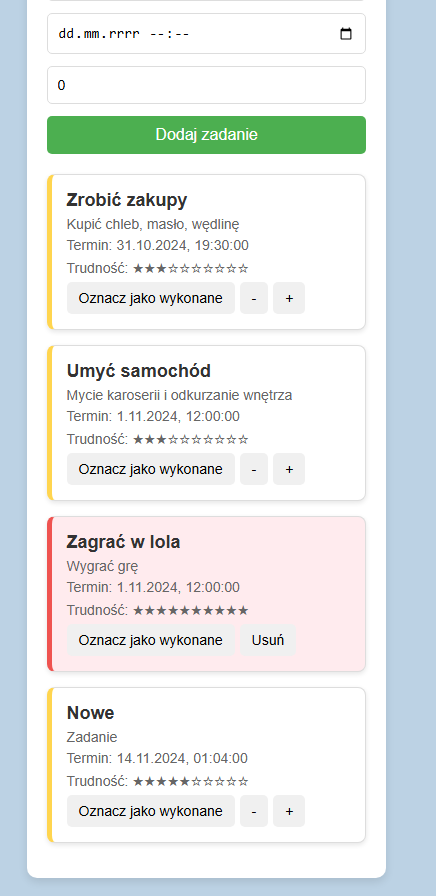 dd.mm.rrrr --:--
0
Dodaj zadanie
Zrobić zakupy
Kupić chleb, masło, wędlinę
Termin: 31.10.2024, 19:30:00
Trudność: ★★★☆☆☆☆☆☆☆
Oznacz jako wykonane - +
Umyć samochód
Mycie karoserii i odkurzanie wnętrza
Termin: 1.11.2024, 12:00:00
Trudność: ★★★☆☆☆☆☆☆☆
Oznacz jako wykonane - +
Zagrać w lola
Wygrać grę
Termin: 1.11.2024, 12:00:00
Trudność: ★★★★★★★★★★
Oznacz jako wykonane Usuń
Nowe
Zadanie
Termin: 14.11.2024, 01:04:00
Trudność: ★★★★★☆☆☆☆☆
Oznacz jako wykonane - +